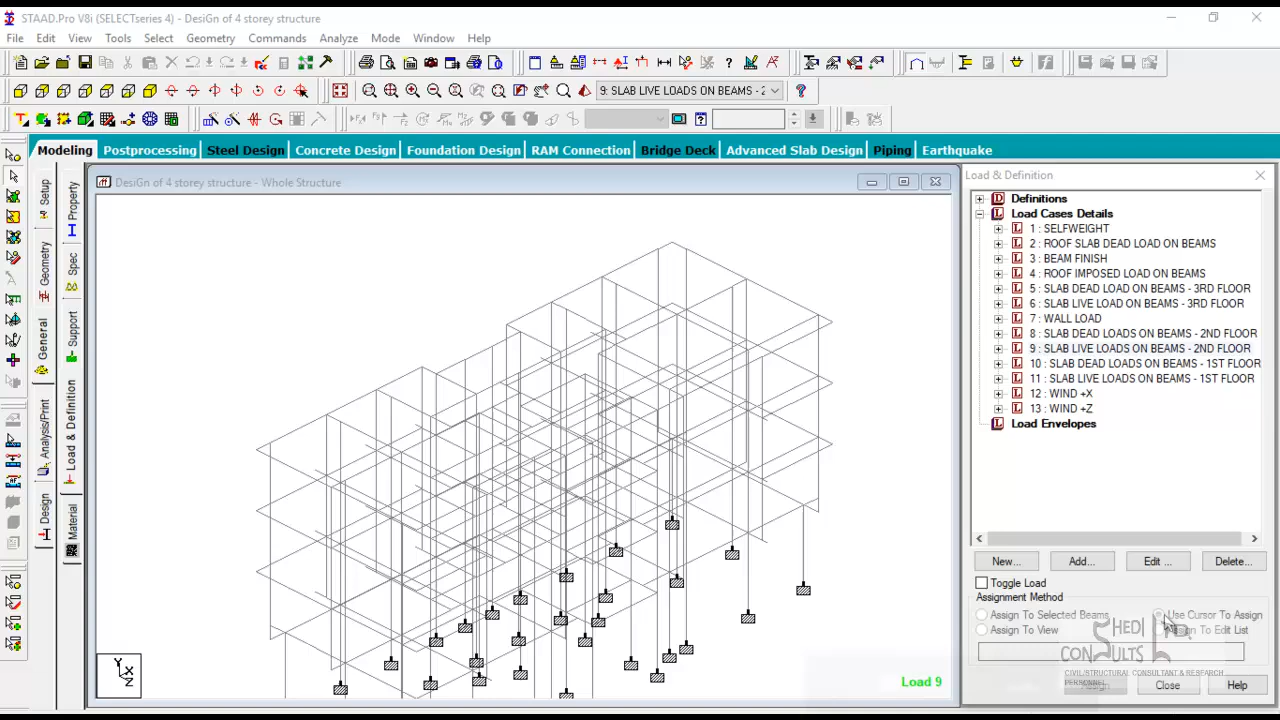 STAAD.Pro V8i (SELECTseries 4) - DesiGn of 4 storey structure
File Edit View Tools Select Geometry Commands Analyze Mode Window Help
9: SLAB LIVE LOADS ON BEAMS - 2
Modeling Postprocessing Steel Design Concrete Design Foundation Design RAM Connection Bridge Deck Advanced Slab Design Piping Earthquake
Setup
Geometry
General
Analysis/Print
Design
Property
Spec
Support
Load & Definition
Material
DesiGn of 4 storey structure - Whole Structure
Load 9
Y
X
Z
Load & Definition
Definitions
Load Cases Details
1 : SELFWEIGHT
2 : ROOF SLAB DEAD LOAD ON BEAMS
3 : BEAM FINISH
4 : ROOF IMPOSED LOAD ON BEAMS
5 : SLAB DEAD LOAD ON BEAMS - 3RD FLOOR
6 : SLAB LIVE LOAD ON BEAMS - 3RD FLOOR
7 : WALL LOAD
8 : SLAB DEAD LOADS ON BEAMS - 2ND FLOOR
9 : SLAB LIVE LOADS ON BEAMS - 2ND FLOOR
10 : SLAB DEAD LOADS ON BEAMS - 1ST FLOOR
11 : SLAB LIVE LOADS ON BEAMS - 1ST FLOOR
12 : WIND +X
13 : WIND +Z
Load Envelopes
New... Add... Edit ... Delete...
Toggle Load
Assignment Method
Assign To Selected Beams Use Cursor To Assign
Assign To View Assign To Edit List
SHEDI
CONSULTS
CIVIL/STRUCTURAL CONSULTANT & RESEARCH
PERSONNEL
Assign Close Help